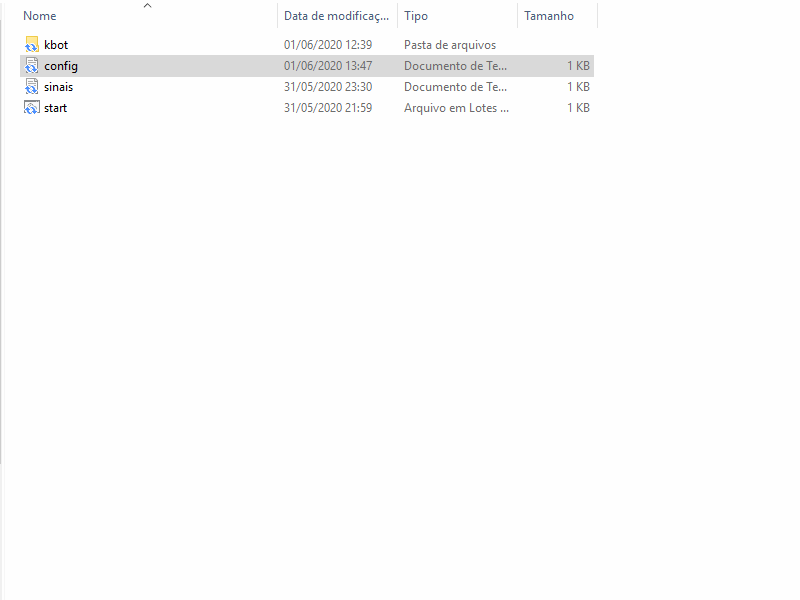 Nome Data de modificaç... Tipo Tamanho
kbot 01/06/2020 12:39 Pasta de arquivos
config 01/06/2020 13:47 Documento de Te... 1 KB
sinais 31/05/2020 23:30 Documento de Te... 1 KB
start 31/05/2020 21:59 Arquivo em Lotes ... 1 KB